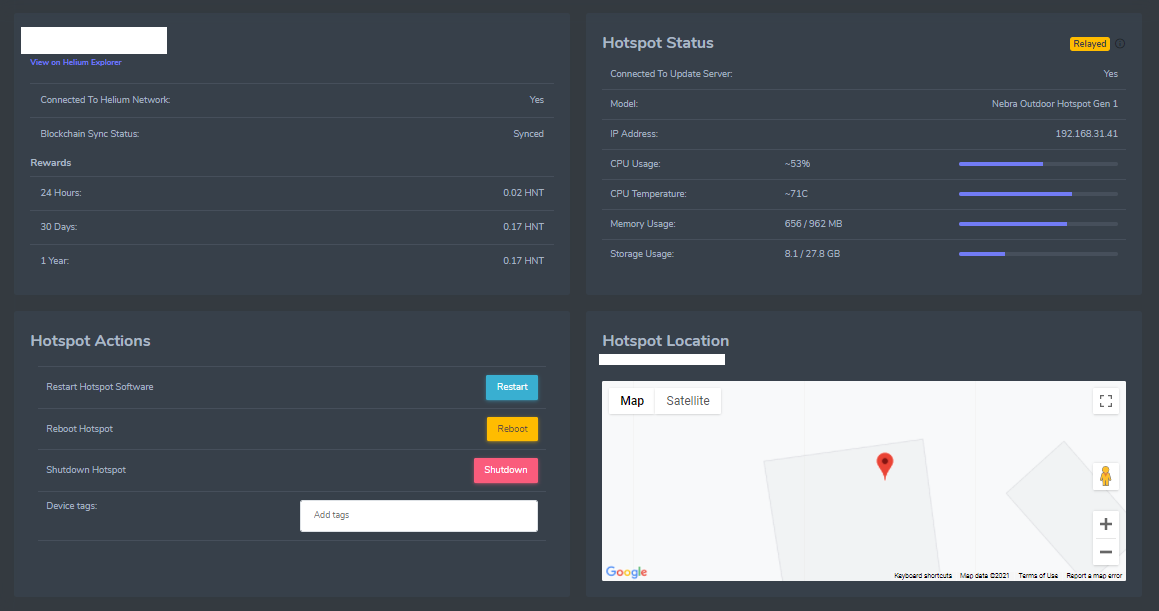 View on Helium Explorer
Connected To Helium Network: Yes
Blockchain Sync Status: Synced
Rewards
24 Hours: 0.02 HNT
30 Days: 0.17 HNT
1 Year: 0.17 HNT
Hotspot Status Relayed
Connected To Update Server: Yes
Model: Nebra Outdoor Hotspot Gen 1
IP Address: 192.168.31.41
CPU Usage: ~53%
CPU Temperature: ~71C
Memory Usage: 656 / 962 MB
Storage Usage: 8.1 / 27.8 GB
Hotspot Actions
Restart Hotspot Software Restart
Reboot Hotspot Reboot
Shutdown Hotspot Shutdown
Device tags: Add tags
Hotspot Location
Map Satellite
Google Keyboard shortcuts Map data ©2021 Terms of Use Report a map error